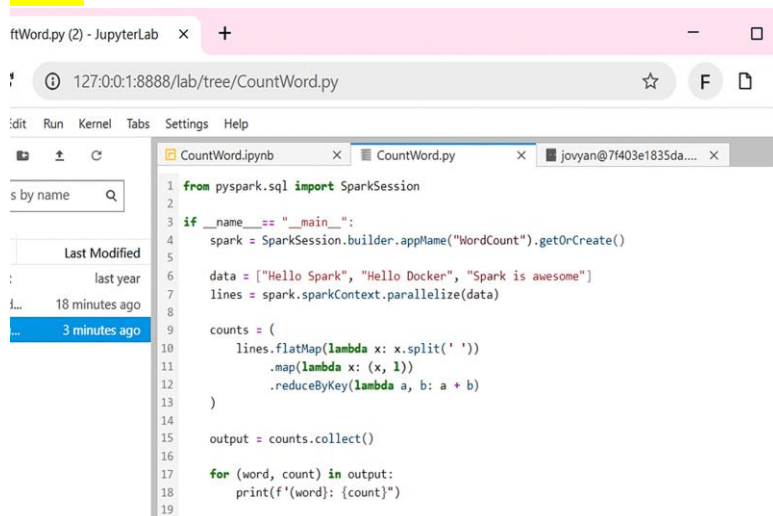 ftWord.py (2) - JupyterLab
127:0:0:1:8888/lab/tree/CountWord.py
F
Edit Run Kernel Tabs Settings Help
CountWord.ipynb CountWord.py jovyan@7f403e1835da....
s by name
Last Modified
last year
18 minutes ago
3 minutes ago
1 from pyspark.sql import SparkSession
2
3 if __name__ == "__main__":
4 spark = SparkSession.builder.appMame("WordCount").getOrCreate()
5
6 data = ["Hello Spark", "Hello Docker", "Spark is awesome"]
7 lines = spark.sparkContext.parallelize(data)
8
9 counts = (
10 lines.flatMap(lambda x: x.split(' '))
11 .map(lambda x: (x, l))
12 .reduceByKey(lambda a, b: a + b)
13 )
14
15 output = counts.collect()
16
17 for (word, count) in output:
18 print(f'(word}: {count}")
19